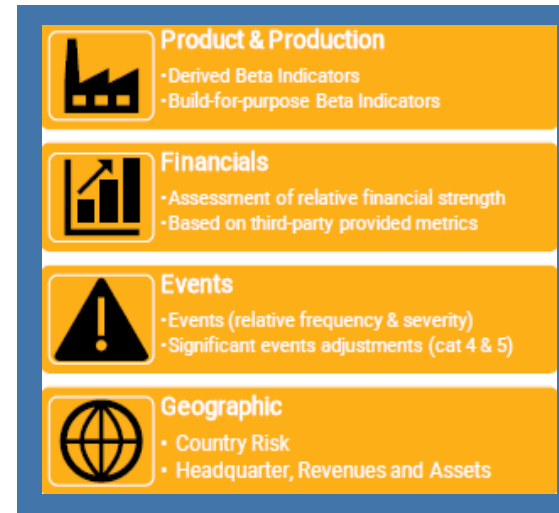 Product & Production
•Derived Beta Indicators
•Build-for-purpose Beta Indicators
Financials
•Assessment of relative financial strength
•Based on third-party provided metrics
Events
•Events (relative frequency & severity)
•Significant events adjustments (cat 4 & 5)
Geographic
• Country Risk
• Headquarter, Revenues and Assets